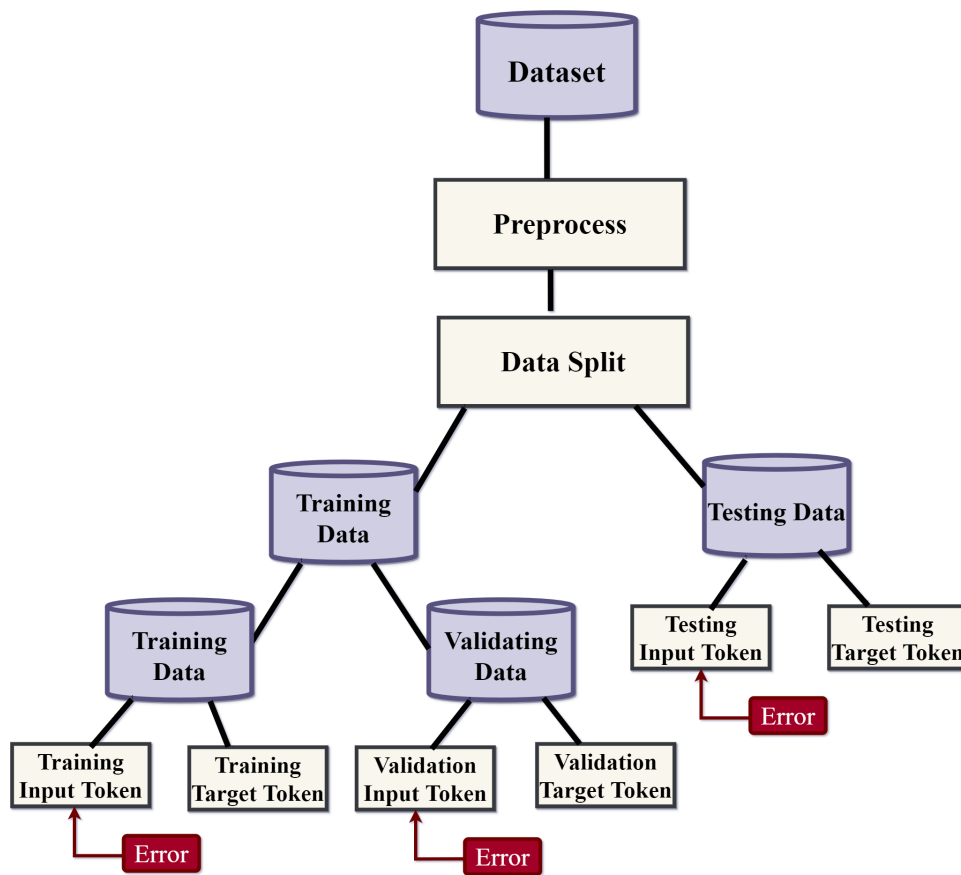 Dataset
Preprocess
Data Split
Training
Data
Testing Data
Training
Data
Validating
Data
Testing
Input Token
Testing
Target Token
Error
Training
Input Token
Training
Target Token
Validation
Input Token
Validation
Target Token
Error
Error